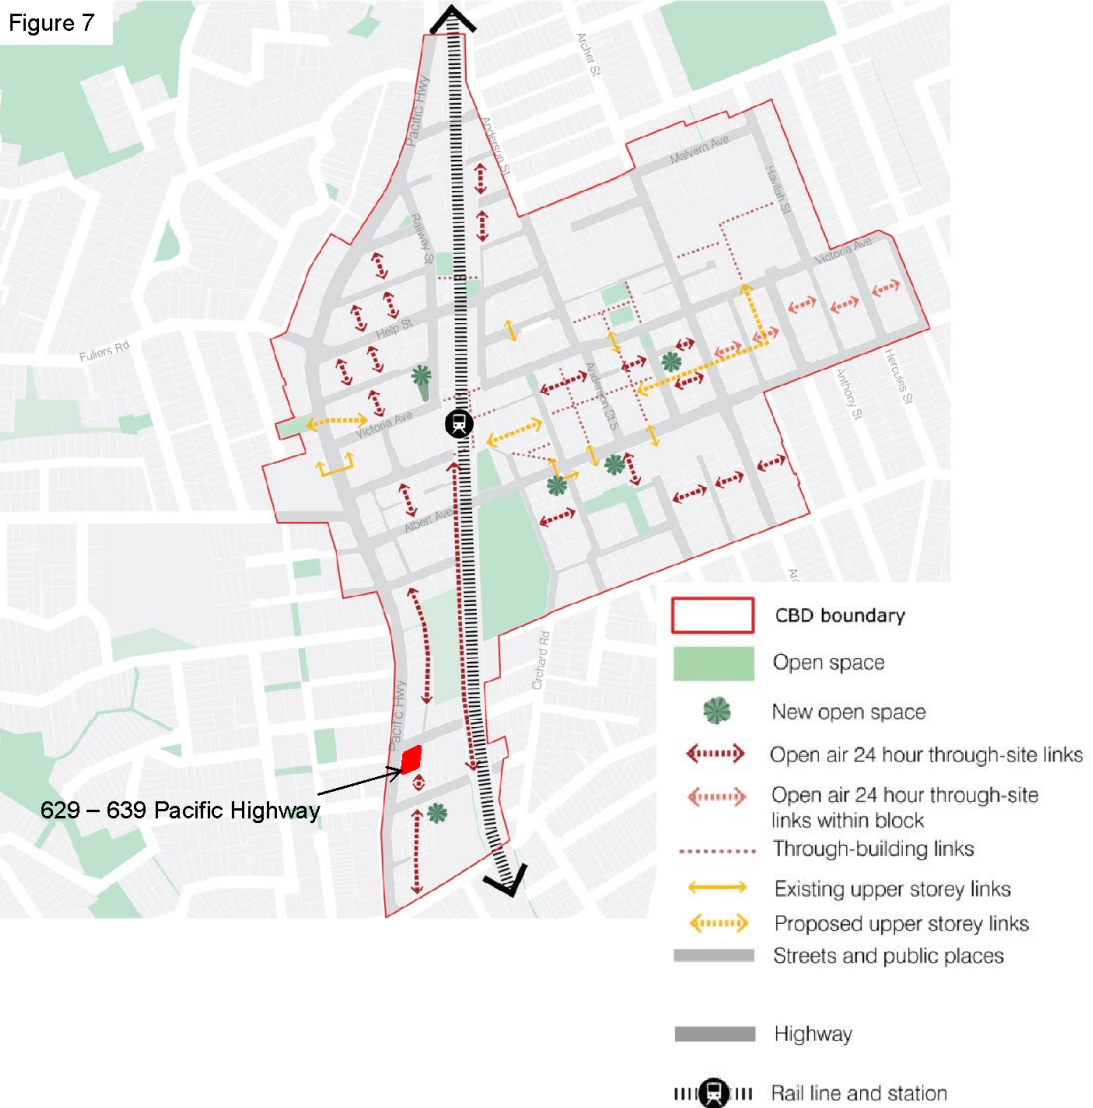 Figure 7
Archer St
Pacific Hwy
Anderson St
Malvern Ave
Havilah St
Railway St
Victoria Ave
Help St
Fullers Rd
Anderson St S
Hercules St
Anthony St
Victoria Ave
Albert Ave
Orchard Rd
Pacific Hwy
629 – 639 Pacific Highway
CBD boundary
Open space
New open space
Open air 24 hour through-site links
Open air 24 hour through-site
links within block
Through-building links
Existing upper storey links
Proposed upper storey links
Streets and public places
Highway
Rail line and station